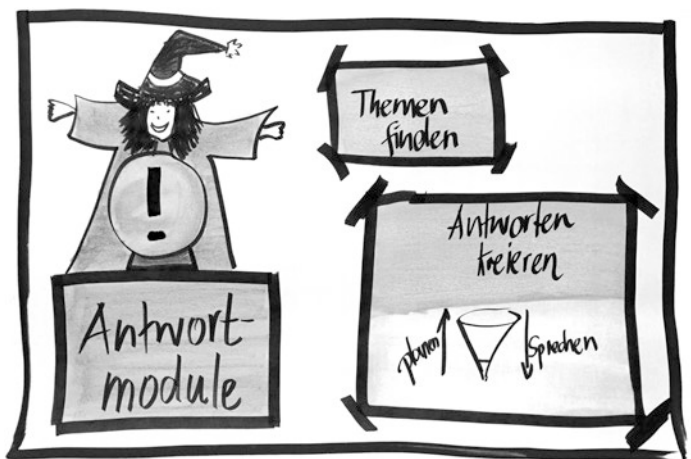 !
Antwort-
module
Themen
finden
Antworten
kreieren
planen
Sprechen